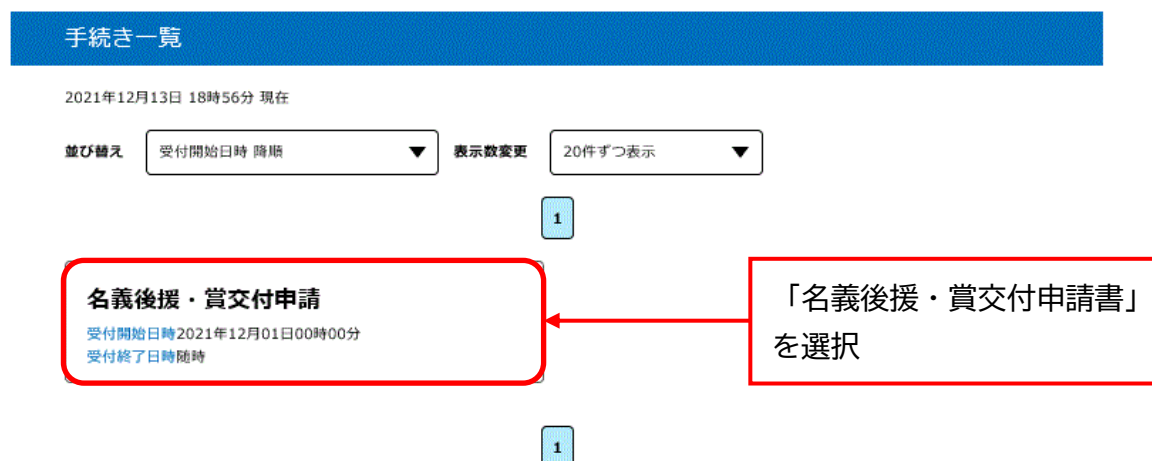 手続き一覧
2021年12月13日 18時56分 現在
並び替え 受付開始日時 降順 ▼ 表示数変更 20件ずつ表示 ▼
1
名義後援・賞交付申請
受付開始日時2021年12月01日00時00分
受付終了日時随時
「名義後援・賞交付申請書」
を選択
1